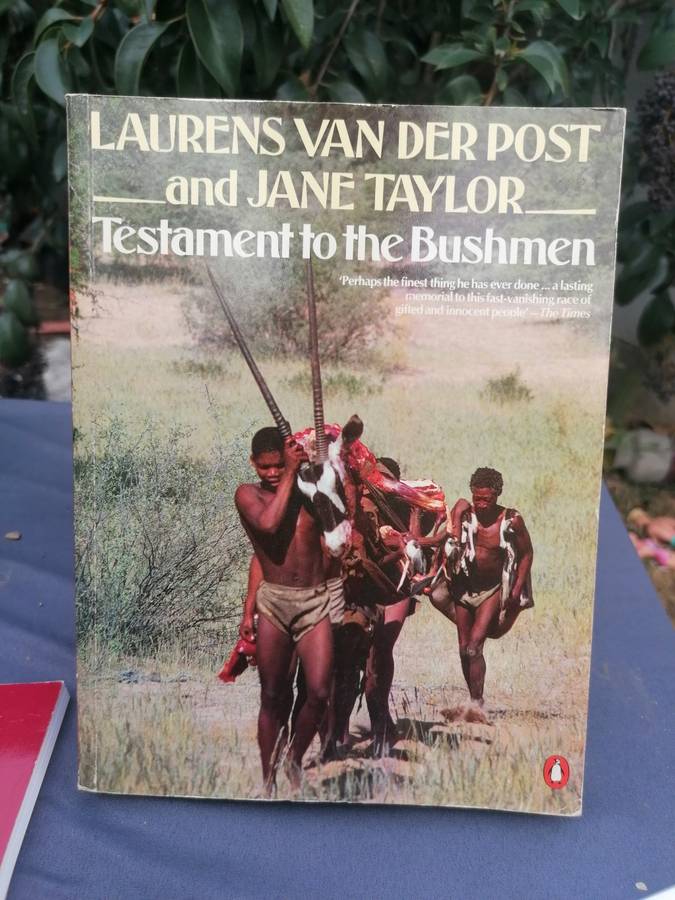 LAURENS VAN DER POST
and JANE TAYLOR
Testament to the Bushmen
‘Perhaps the finest thing he has ever done ... a lasting
memorial to this fast-vanishing race of
gifted and innocent people’ – The Times